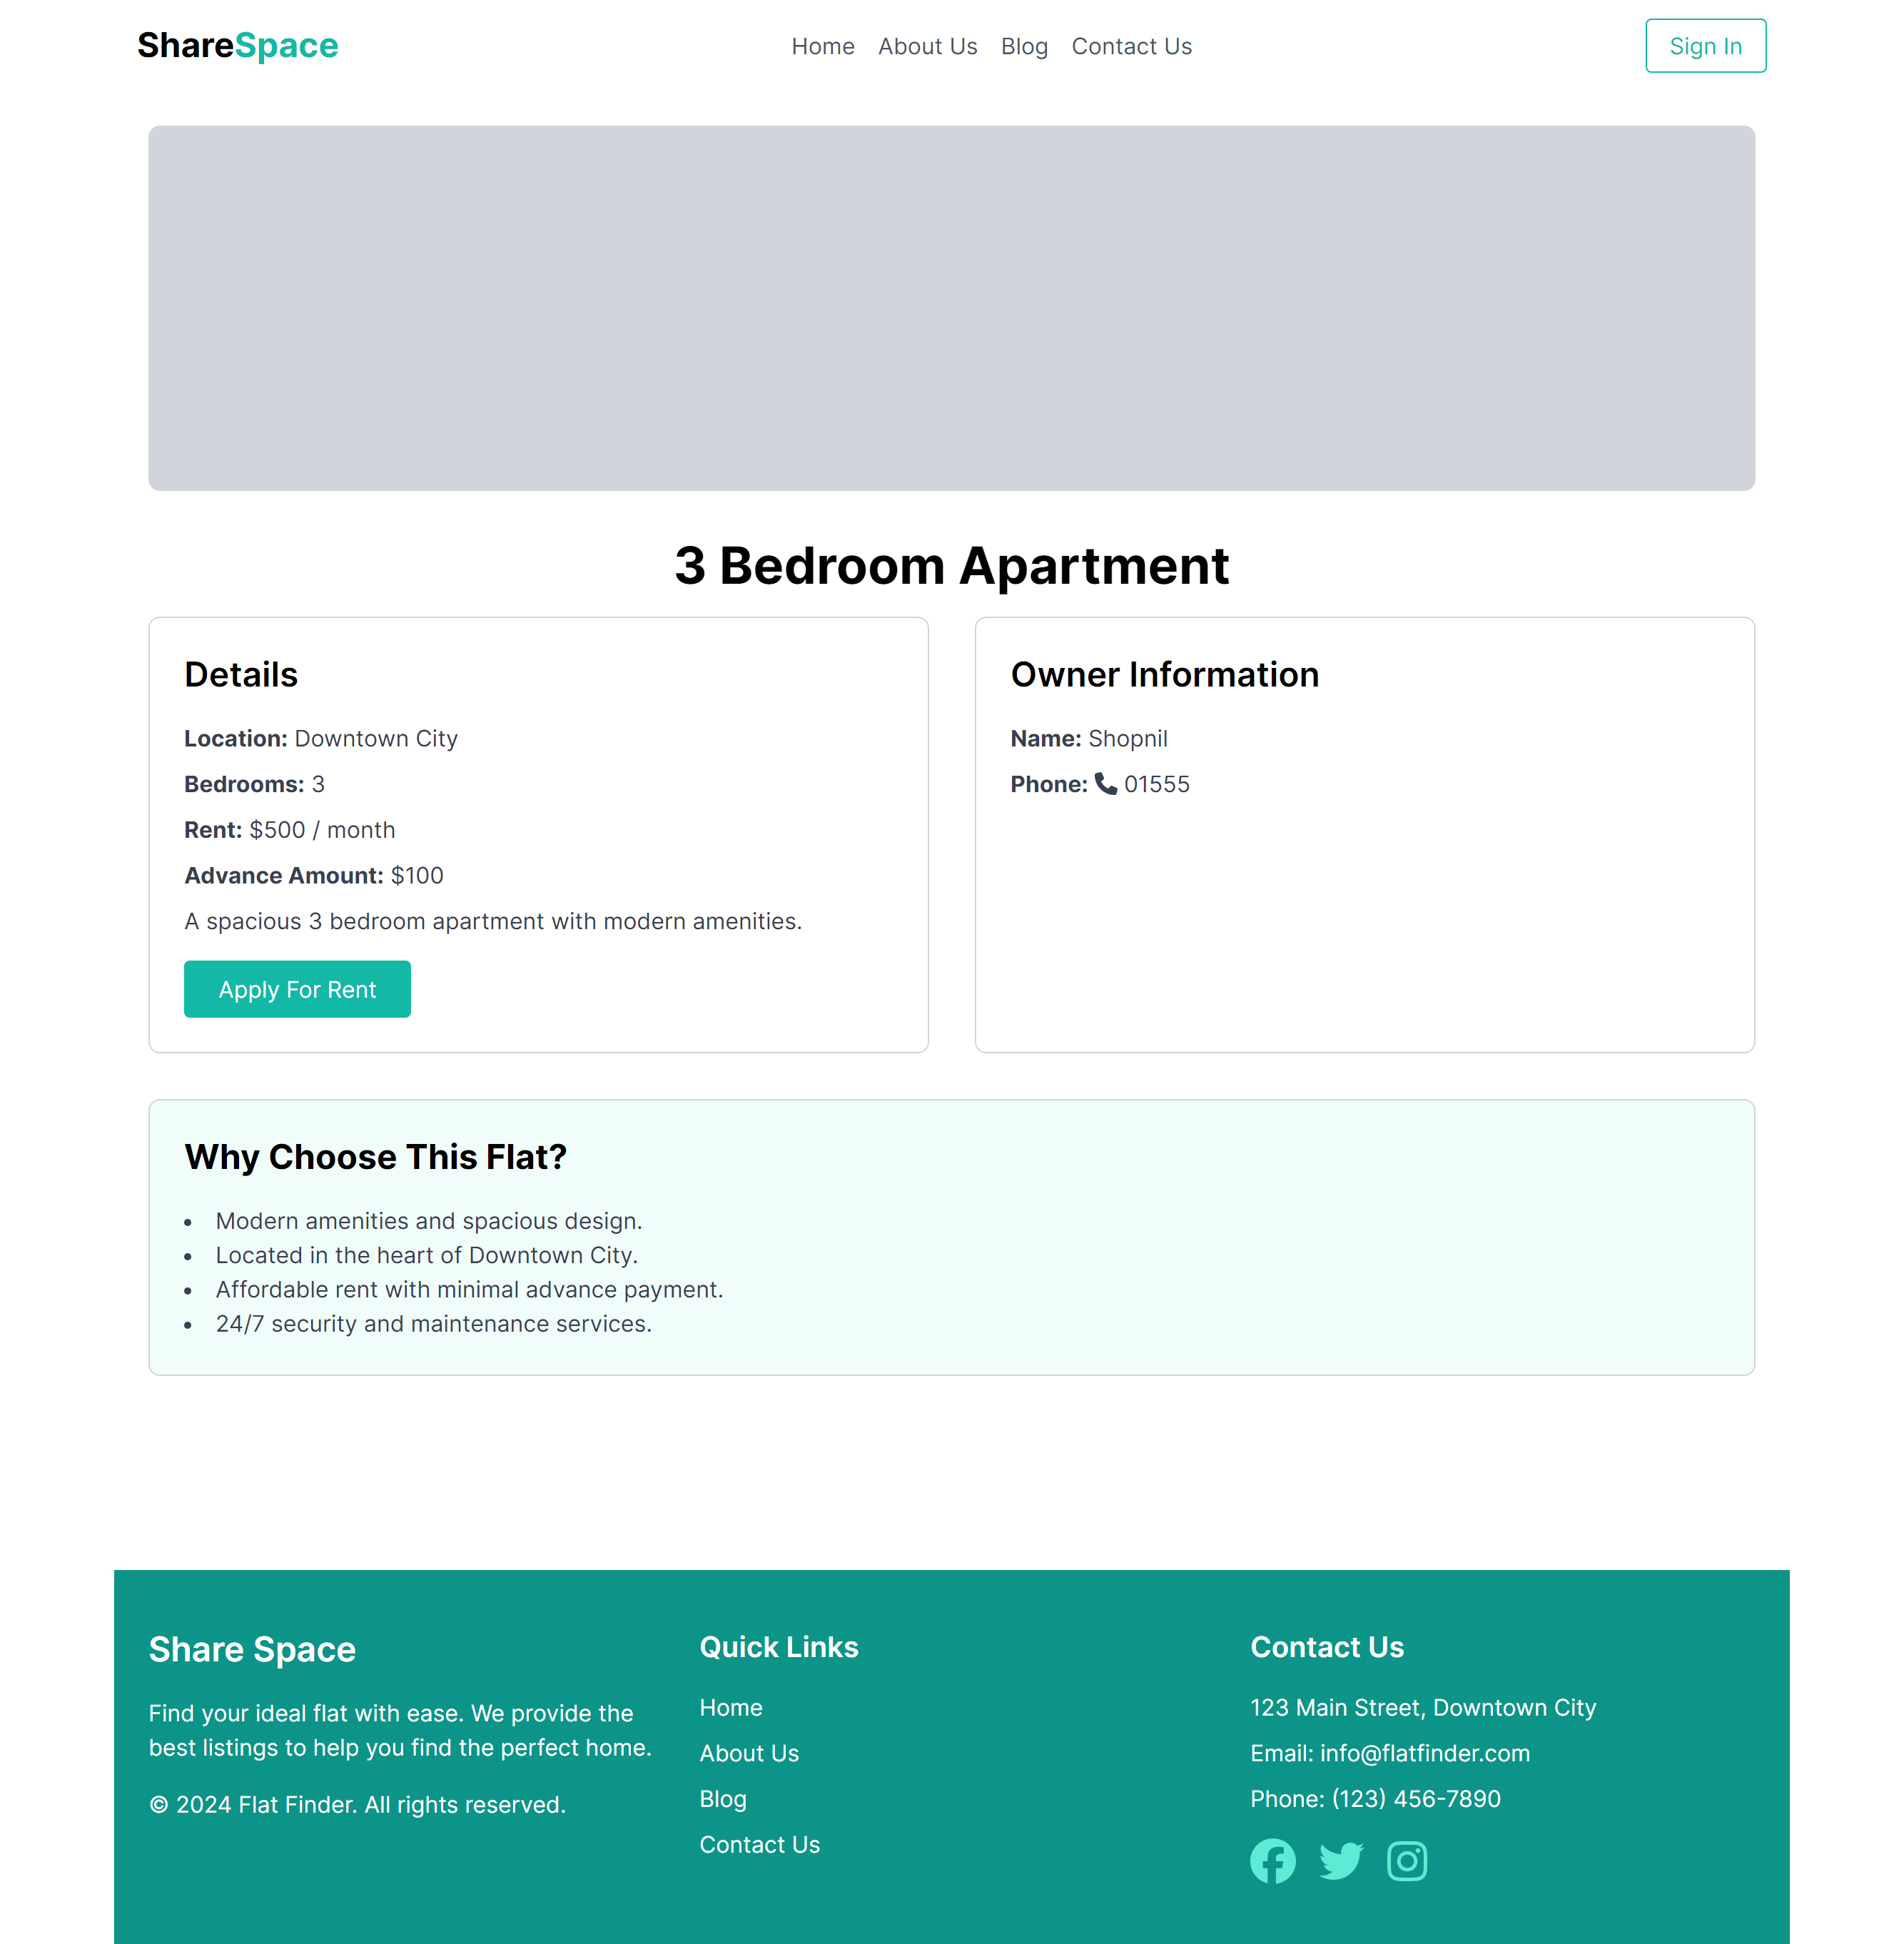 ShareSpace
Home About Us Blog Contact Us
Sign In
3 Bedroom Apartment
Details
Location: Downtown City
Bedrooms: 3
Rent: $500 / month
Advance Amount: $100
A spacious 3 bedroom apartment with modern amenities.
Apply For Rent
Owner Information
Name: Shopnil
Phone: 01555
Why Choose This Flat?
• Modern amenities and spacious design.
• Located in the heart of Downtown City.
• Affordable rent with minimal advance payment.
• 24/7 security and maintenance services.
Share Space
Find your ideal flat with ease. We provide the
best listings to help you find the perfect home.
© 2024 Flat Finder. All rights reserved.
Quick Links
Home
About Us
Blog
Contact Us
Contact Us
123 Main Street, Downtown City
Email: info@flatfinder.com
Phone: (123) 456-7890